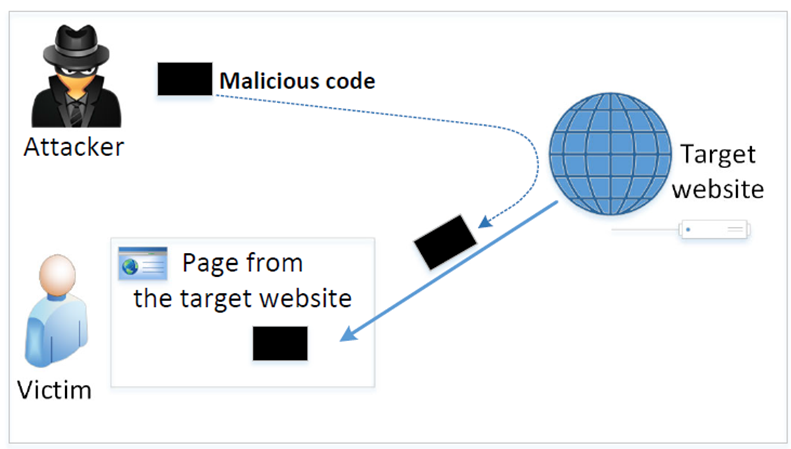 Malicious code
Attacker
Target
website
Page from
the target website
Victim